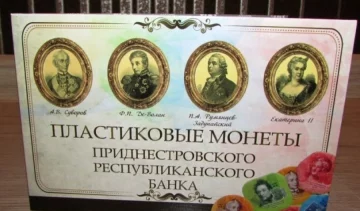 А.В. Суворов Ф.П. Де-Волан П.А. Румянцев Задунайский Екатерина II
ПЛАСТИКОВЫЕ МОНЕТЫ
ПРИДНЕСТРОВСКОГО
РЕСПУБЛИКАНСКОГО
БАНКА